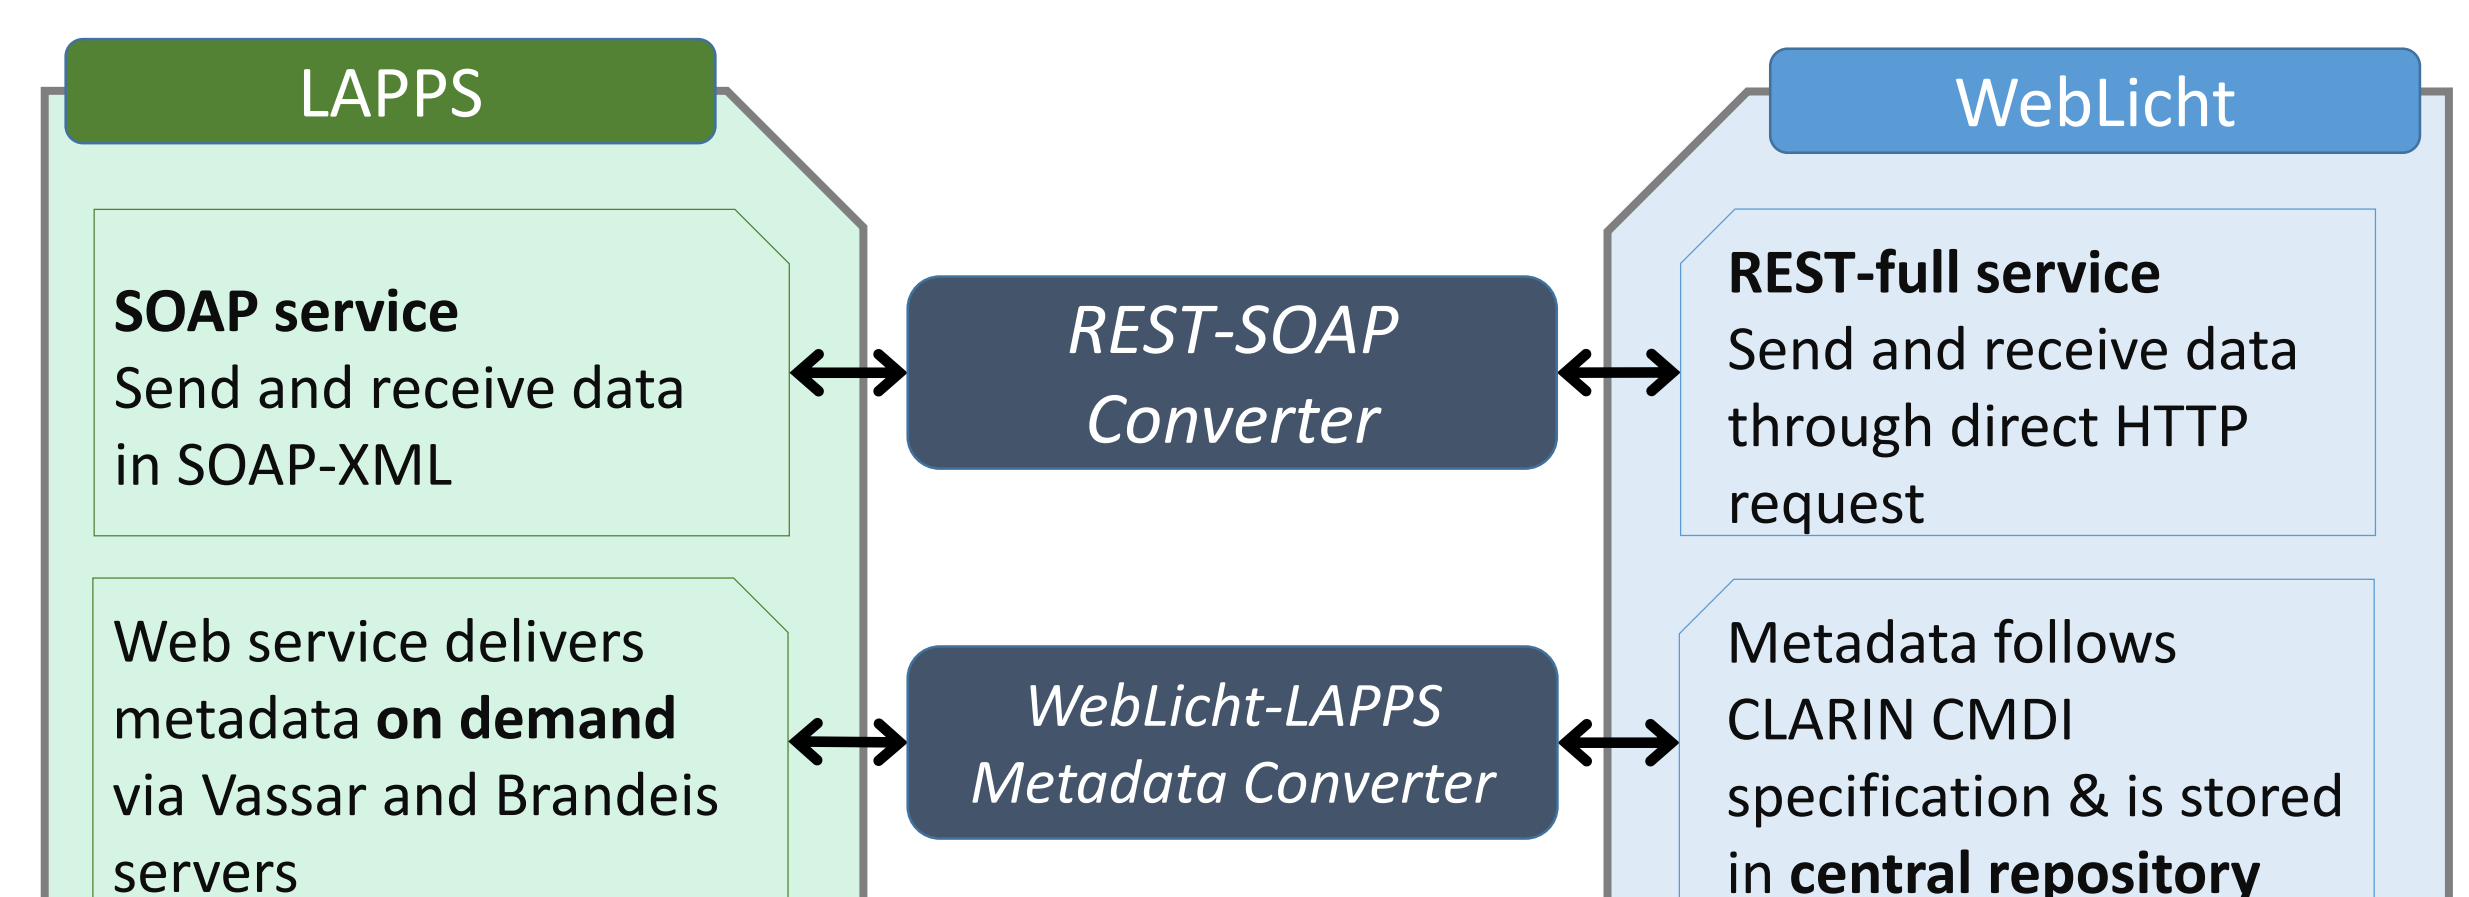 LAPPS
SOAP service
Send and receive data
in SOAP-XML
Web service delivers
metadata on demand
via Vassar and Brandeis
servers
REST-SOAP
Converter
WebLicht-LAPPS
Metadata Converter
WebLicht
REST-full service
Send and receive data
through direct HTTP
request
Metadata follows
CLARIN CMDI
specification & is stored
in central repository